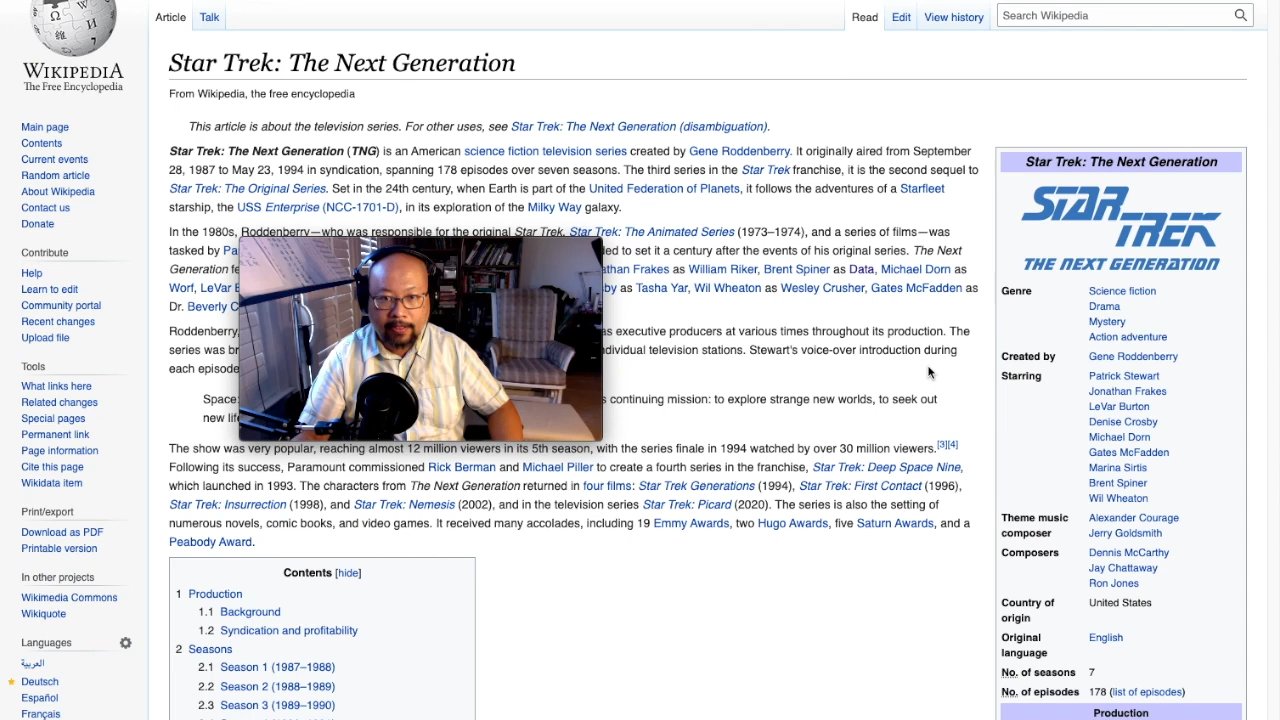 WIKIPEDIA
The Free Encyclopedia
Main page
Contents
Current events
Random article
About Wikipedia
Contact us
Donate
Contribute
Help
Learn to edit
Community portal
Recent changes
Upload file
Tools
What links here
Related changes
Special pages
Permanent link
Page information
Cite this page
Wikidata item
Print/export
Download as PDF
Printable version
In other projects
Wikimedia Commons
Wikiquote
Languages
العربية
Deutsch
Español
Français
Article Talk
Read Edit View history
Search Wikipedia
Star Trek: The Next Generation
From Wikipedia, the free encyclopedia
This article is about the television series. For other uses, see Star Trek: The Next Generation (disambiguation).
Star Trek: The Next Generation (TNG) is an American science fiction television series created by Gene Roddenberry. It originally aired from September
28, 1987 to May 23, 1994 in syndication, spanning 178 episodes over seven seasons. The third series in the Star Trek franchise, it is the second sequel to
Star Trek: The Original Series. Set in the 24th century, when Earth is part of the United Federation of Planets, it follows the adventures of a Starfleet
starship, the USS Enterprise (NCC-1701-D), in its exploration of the Milky Way galaxy.
In the 1980s, Roddenberry—who was responsible for the original Star Trek, Star Trek: The Animated Series (1973–1974), and a series of films—was
tasked by to set it a century after the events of his original series. The Next
Generation as William Riker, Brent Spiner as Data, Michael Dorn as
Worf, LeVar as Tasha Yar, Wil Wheaton as Wesley Crusher, Gates McFadden as
Dr. Beverly
Roddenberry, as executive producers at various times throughout its production. The
series was individual television stations. Stewart's voice-over introduction during
each episode
Space: continuing mission: to explore strange new worlds, to seek out
new
The show was very popular, reaching almost 12 million viewers in its 5th season, with the series finale in 1994 watched by over 30 million viewers.[3][4]
Following its success, Paramount commissioned Rick Berman and Michael Piller to create a fourth series in the franchise, Star Trek: Deep Space Nine,
which launched in 1993. The characters from The Next Generation returned in four films: Star Trek Generations (1994), Star Trek: First Contact (1996),
Star Trek: Insurrection (1998), and Star Trek: Nemesis (2002), and in the television series Star Trek: Picard (2020). The series is also the setting of
numerous novels, comic books, and video games. It received many accolades, including 19 Emmy Awards, two Hugo Awards, five Saturn Awards, and a
Peabody Award.
Contents [hide]
1 Production
1.1 Background
1.2 Syndication and profitability
2 Seasons
2.1 Season 1 (1987–1988)
2.2 Season 2 (1988–1989)
2.3 Season 3 (1989–1990)
Star Trek: The Next Generation
STAR
TREK
THE NEXT GENERATION
Genre Science fiction
Drama
Mystery
Action adventure
Created by Gene Roddenberry
Starring Patrick Stewart
Jonathan Frakes
LeVar Burton
Denise Crosby
Michael Dorn
Gates McFadden
Marina Sirtis
Brent Spiner
Wil Wheaton
Theme music Alexander Courage
composer Jerry Goldsmith
Composers Dennis McCarthy
Jay Chattaway
Ron Jones
Country of United States
origin
Original English
language
No. of seasons 7
No. of episodes 178 (list of episodes)
Production